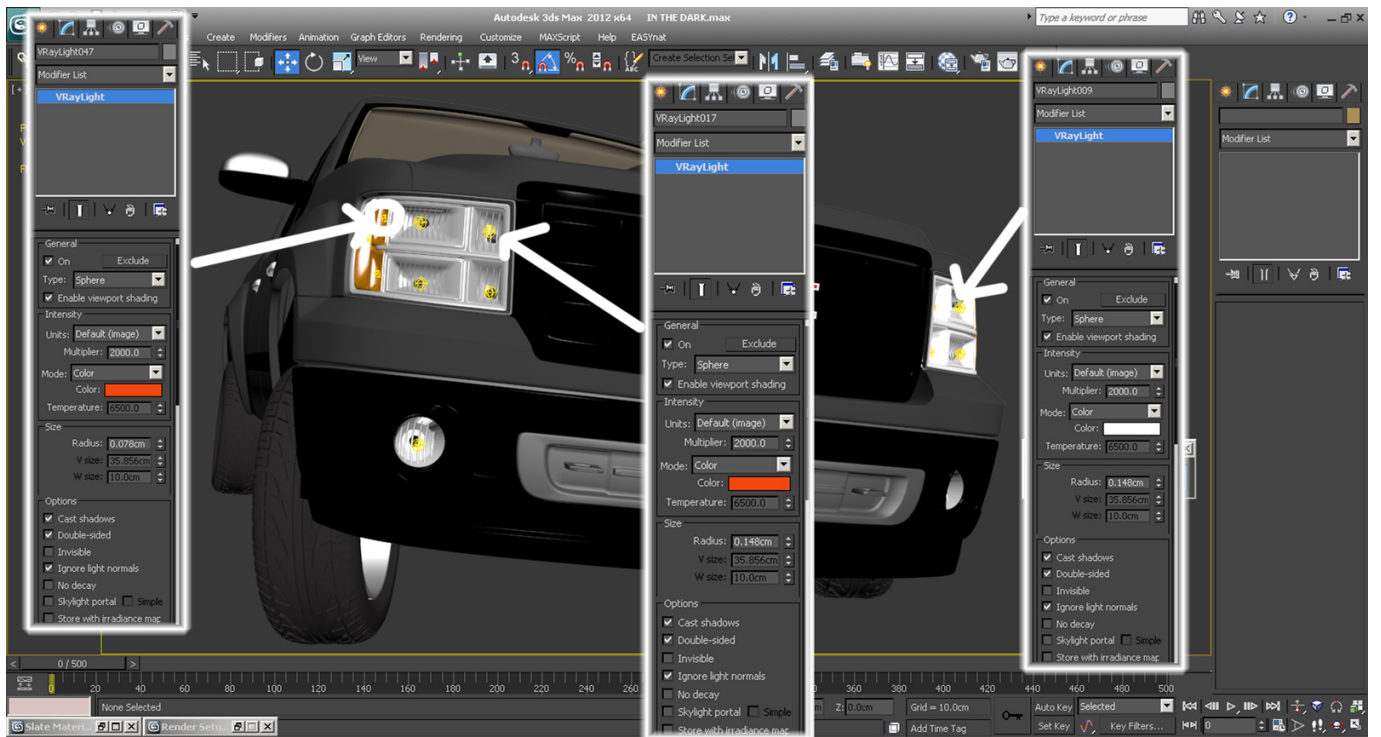 Autodesk 3ds Max 2012 x64 IN THE DARK.max
Type a keyword or phrase
Create Modifiers Animation Graph Editors Rendering Customize MAXScript Help EASYnat
View
Create Selection Se
VRayLight047
Modifier List
VRayLight
General
On Exclude
Type: Sphere
Enable viewport shading
Intensity
Units: Default (image)
Multiplier: 2000.0
Mode: Color
Color:
Temperature: 6500.0
Size
Radius: 0.078cm
V size: 35.856cm
W size: 10.0cm
Options
Cast shadows
Double-sided
Invisible
Ignore light normals
No decay
Skylight portal Simple
Store with irradiance map
VRayLight017
Modifier List
VRayLight
General
On Exclude
Type: Sphere
Enable viewport shading
Intensity
Units: Default (image)
Multiplier: 2000.0
Mode: Color
Color:
Temperature: 6500.0
Size
Radius: 0.148cm
V size: 35.856cm
W size: 10.0cm
Options
Cast shadows
Double-sided
Invisible
Ignore light normals
No decay
Skylight portal Simple
Store with irradiance map
VRayLight009
Modifier List
VRayLight
General
On Exclude
Type: Sphere
Enable viewport shading
Intensity
Units: Default (image)
Multiplier: 2000.0
Mode: Color
Color:
Temperature: 6500.0
Size
Radius: 0.148cm
V size: 35.856cm
W size: 10.0cm
Options
Cast shadows
Double-sided
Invisible
Ignore light normals
No decay
Skylight portal Simple
Store with irradiance map
Modifier List
0 / 500
0 20 40 60 80 100 120 140 160 180 200 220 240 260 360 380 400 420 440 460 480 500
None Selected
Z: 0.0cm Grid = 10.0cm
Add Time Tag
Auto Key Selected
Set Key Key Filters...
0
Slate Materi... Render Setu...